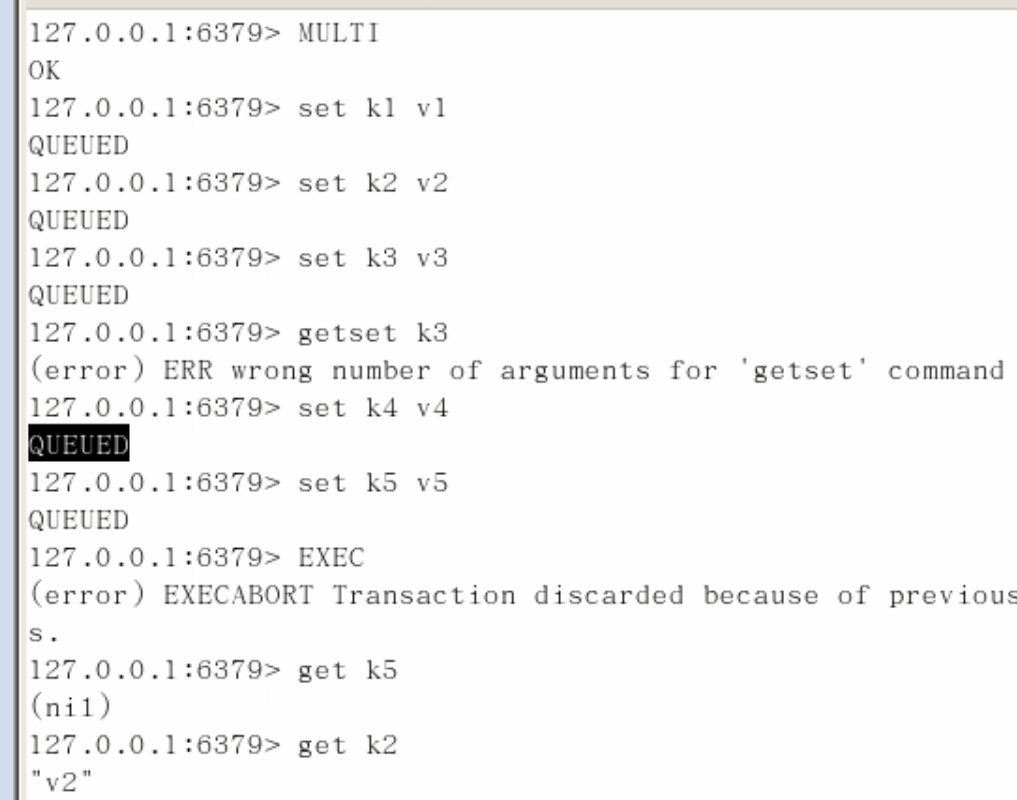 127.0.0.1:6379> MULTI
OK
127.0.0.1:6379> set k1 v1
QUEUED
127.0.0.1:6379> set k2 v2
QUEUED
127.0.0.1:6379> set k3 v3
QUEUED
127.0.0.1:6379> getset k3
(error) ERR wrong number of arguments for 'getset' command
127.0.0.1:6379> set k4 v4
QUEUED
127.0.0.1:6379> set k5 v5
QUEUED
127.0.0.1:6379> EXEC
(error) EXECABORT Transaction discarded because of previous
s.
127.0.0.1:6379> get k5
(nil)
127.0.0.1:6379> get k2
"v2"